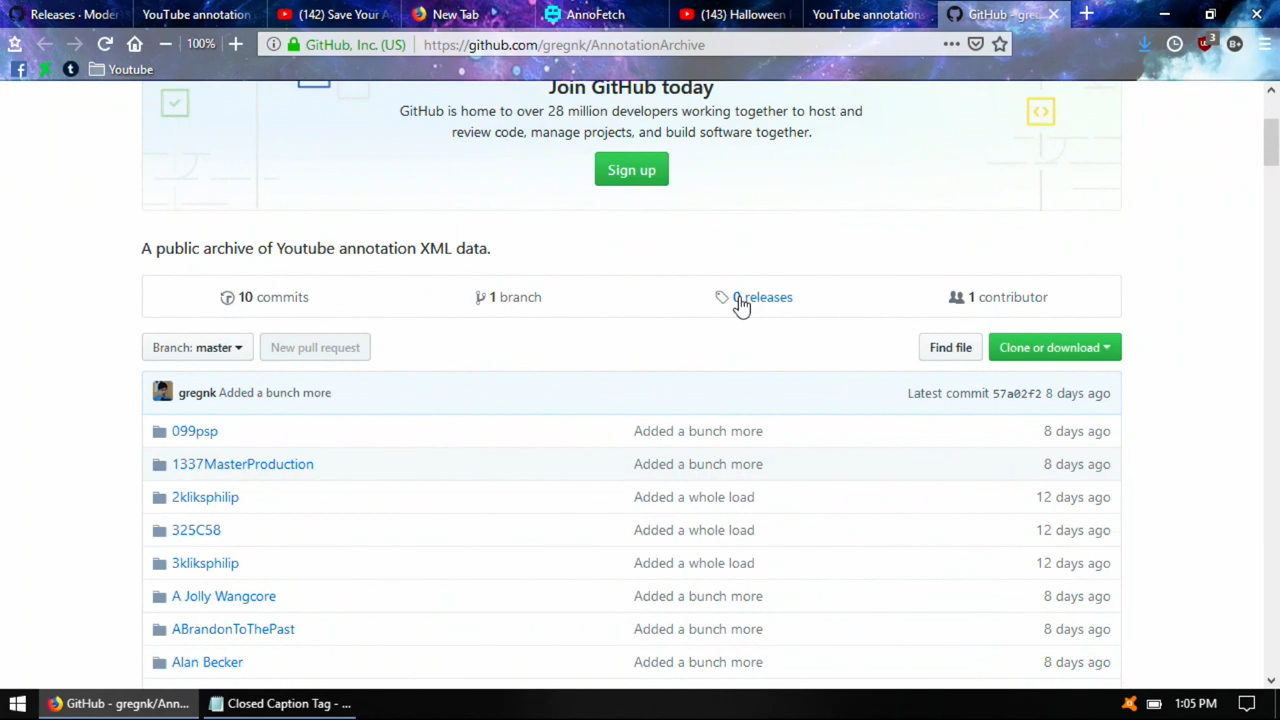 Releases · Moder
YouTube annotation
(142) Save Your A
New Tab
AnnoFetch
(143) Halloween
YouTube annotation
GitHub - greg
100%
GitHub, Inc. (US)
https://github.com/gregnk/AnnotationArchive
3
B+
Youtube
Join GitHub today
GitHub is home to over 28 million developers working together to host and
review code, manage projects, and build software together.
Sign up
A public archive of Youtube annotation XML data.
10 commits
1 branch
0 releases
1 contributor
Branch: master
New pull request
Find file
Clone or download
gregnk Added a bunch more
Latest commit 57a02f2 8 days ago
099psp Added a bunch more 8 days ago
1337MasterProduction Added a bunch more 8 days ago
2kliksphilip Added a whole load 12 days ago
325C58 Added a whole load 12 days ago
3kliksphilip Added a whole load 12 days ago
A Jolly Wangcore Added a bunch more 8 days ago
ABrandonToThePast Added a bunch more 8 days ago
Alan Becker Added a bunch more 8 days ago
GitHub - gregnk/Ann...
Closed Caption Tag - ...
1:05 PM